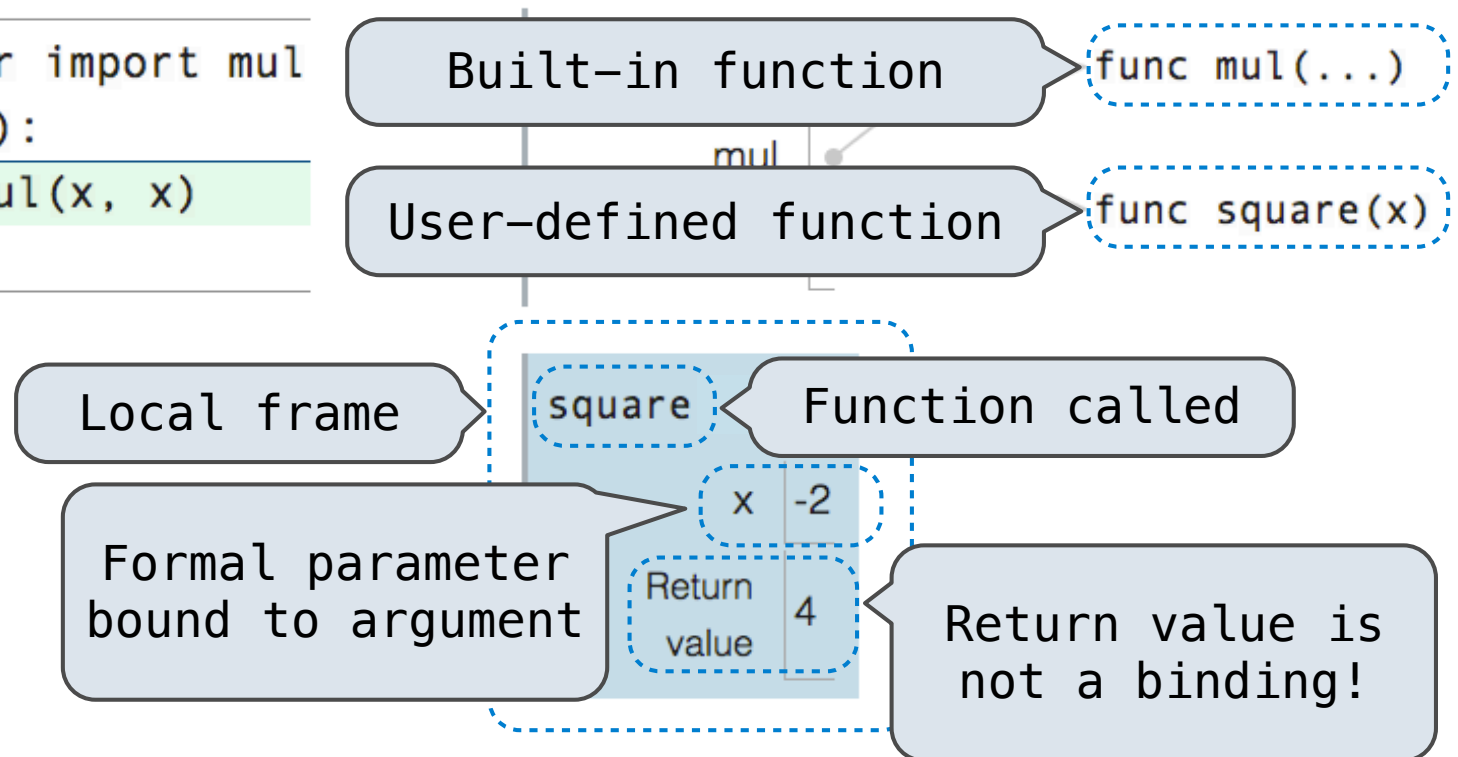 r import mul
Built-in function
func mul(...)
):
mul
ul(x, x)
User-defined function
func square(x)
Local frame
square
Function called
x -2
Formal parameter
bound to argument
Return
value
4
Return value is
not a binding!